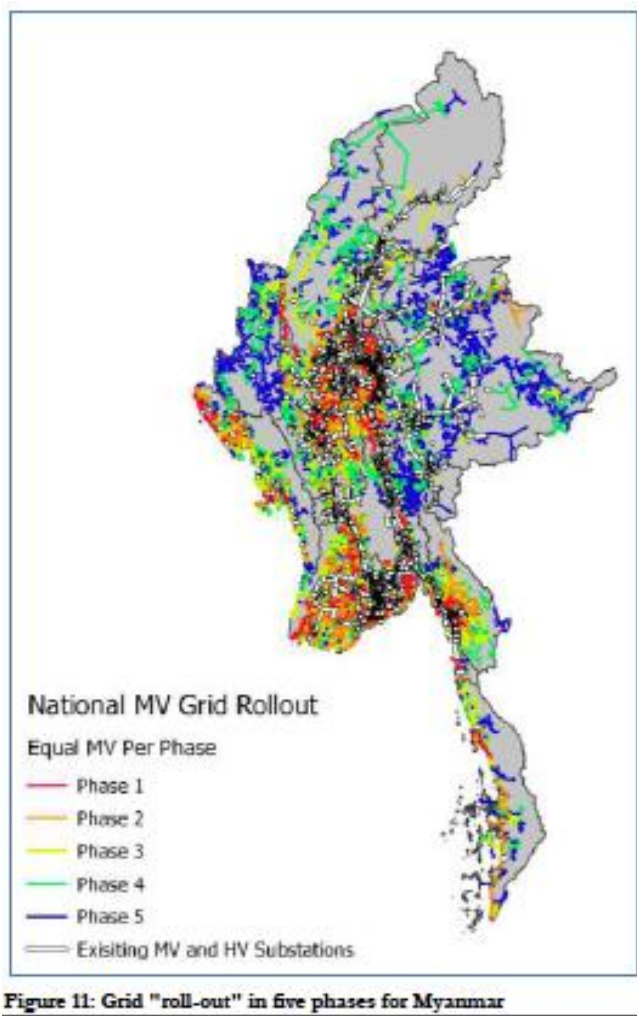 National MV Grid Rollout
Equal MV Per Phase
Phase 1
Phase 2
Phase 3
Phase 4
Phase 5
Exisiting MV and HV Substations
Figure 11: Grid "roll-out" in five phases for Myanmar